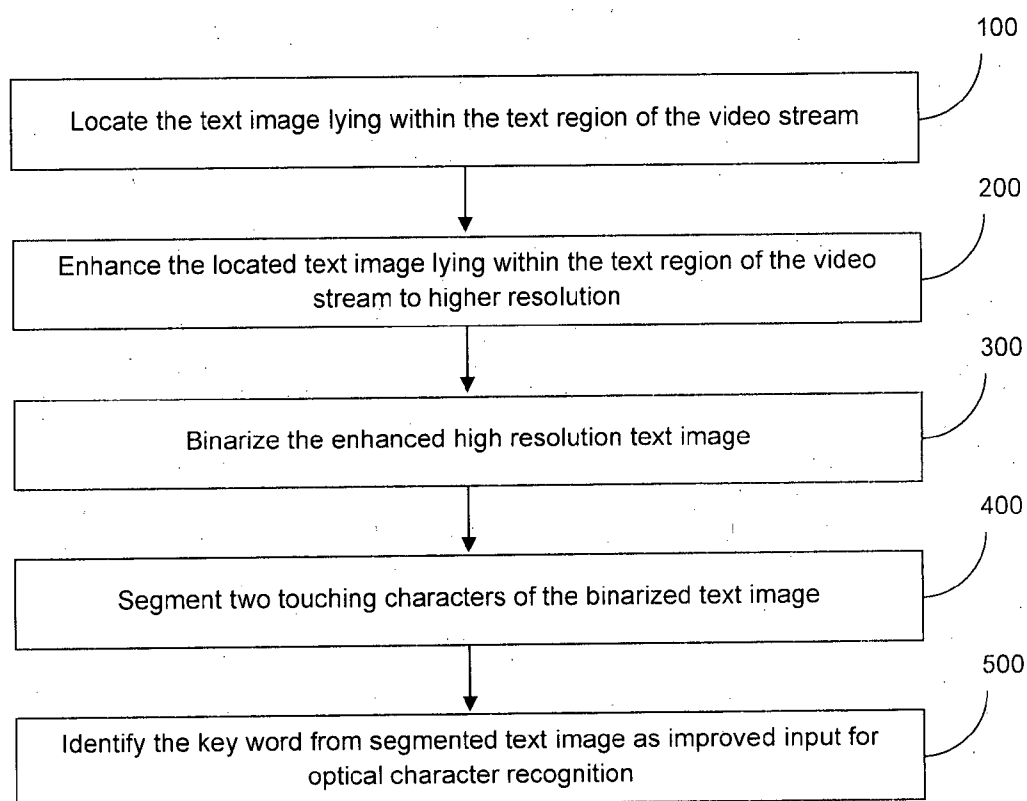 100
Locate the text image lying within the text region of the video stream
200
Enhance the located text image lying within the text region of the video
stream to higher resolution
300
Binarize the enhanced high resolution text image
400
Segment two touching characters of the binarized text image
500
Identify the key word from segmented text image as improved input for
optical character recognition